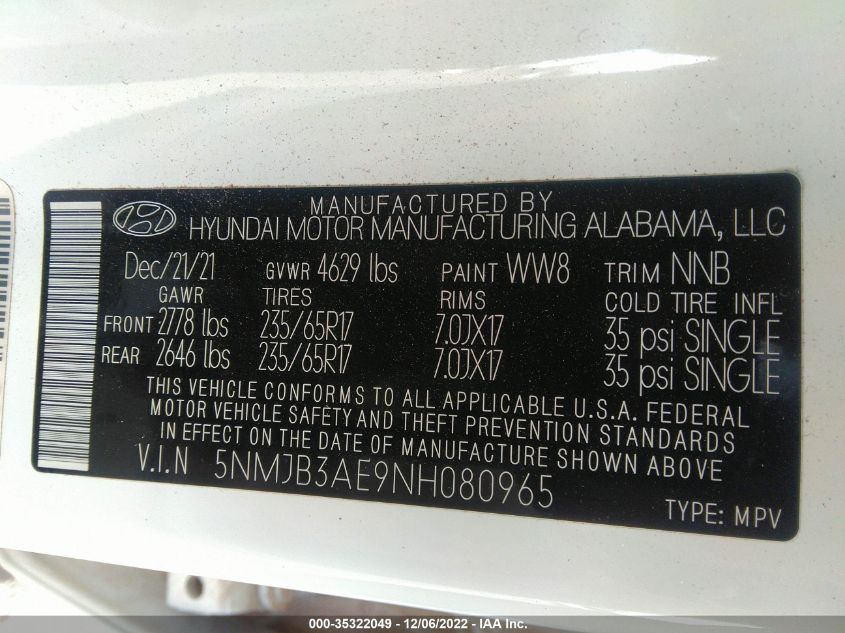 MANUFACTURED BY
HYUNDAI MOTOR MANUFACTURING ALABAMA, LLC
Dec/21/21 GVWR 4629 lbs PAINT WW8 TRIM NNB
GAWR TIRES RIMS COLD TIRE INFL
FRONT 2778 lbs 235/65R17 7.0JX17 35 psi SINGLE
REAR 2646 lbs 235/65R17 7.0JX17 35 psi SINGLE
THIS VEHICLE CONFORMS TO ALL APPLICABLE U.S.A. FEDERAL
MOTOR VEHICLE SAFETY AND THEFT PREVENTION STANDARDS
IN EFFECT ON THE DATE OF MANUFACTURE SHOWN ABOVE
V.I.N 5NMJB3AE9NH080965
TYPE: MPV
000-35322049 - 12/06/2022 - IAA Inc.